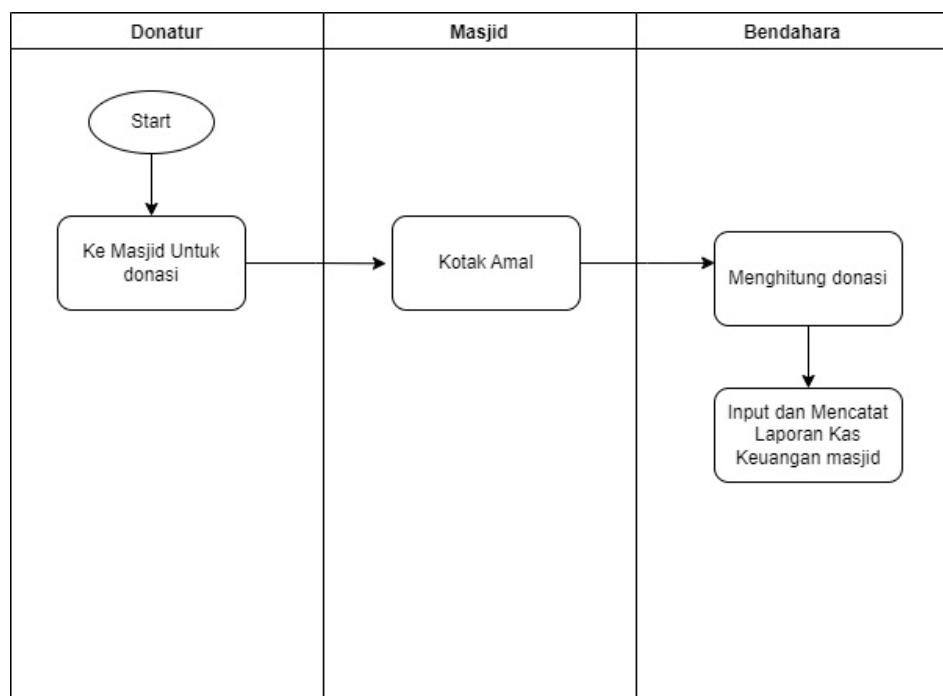 Donatur
Masjid
Bendahara
Start
Ke Masjid Untuk
donasi
Kotak Amal
Menghitung donasi
Input dan Mencatat
Laporan Kas
Keuangan masjid